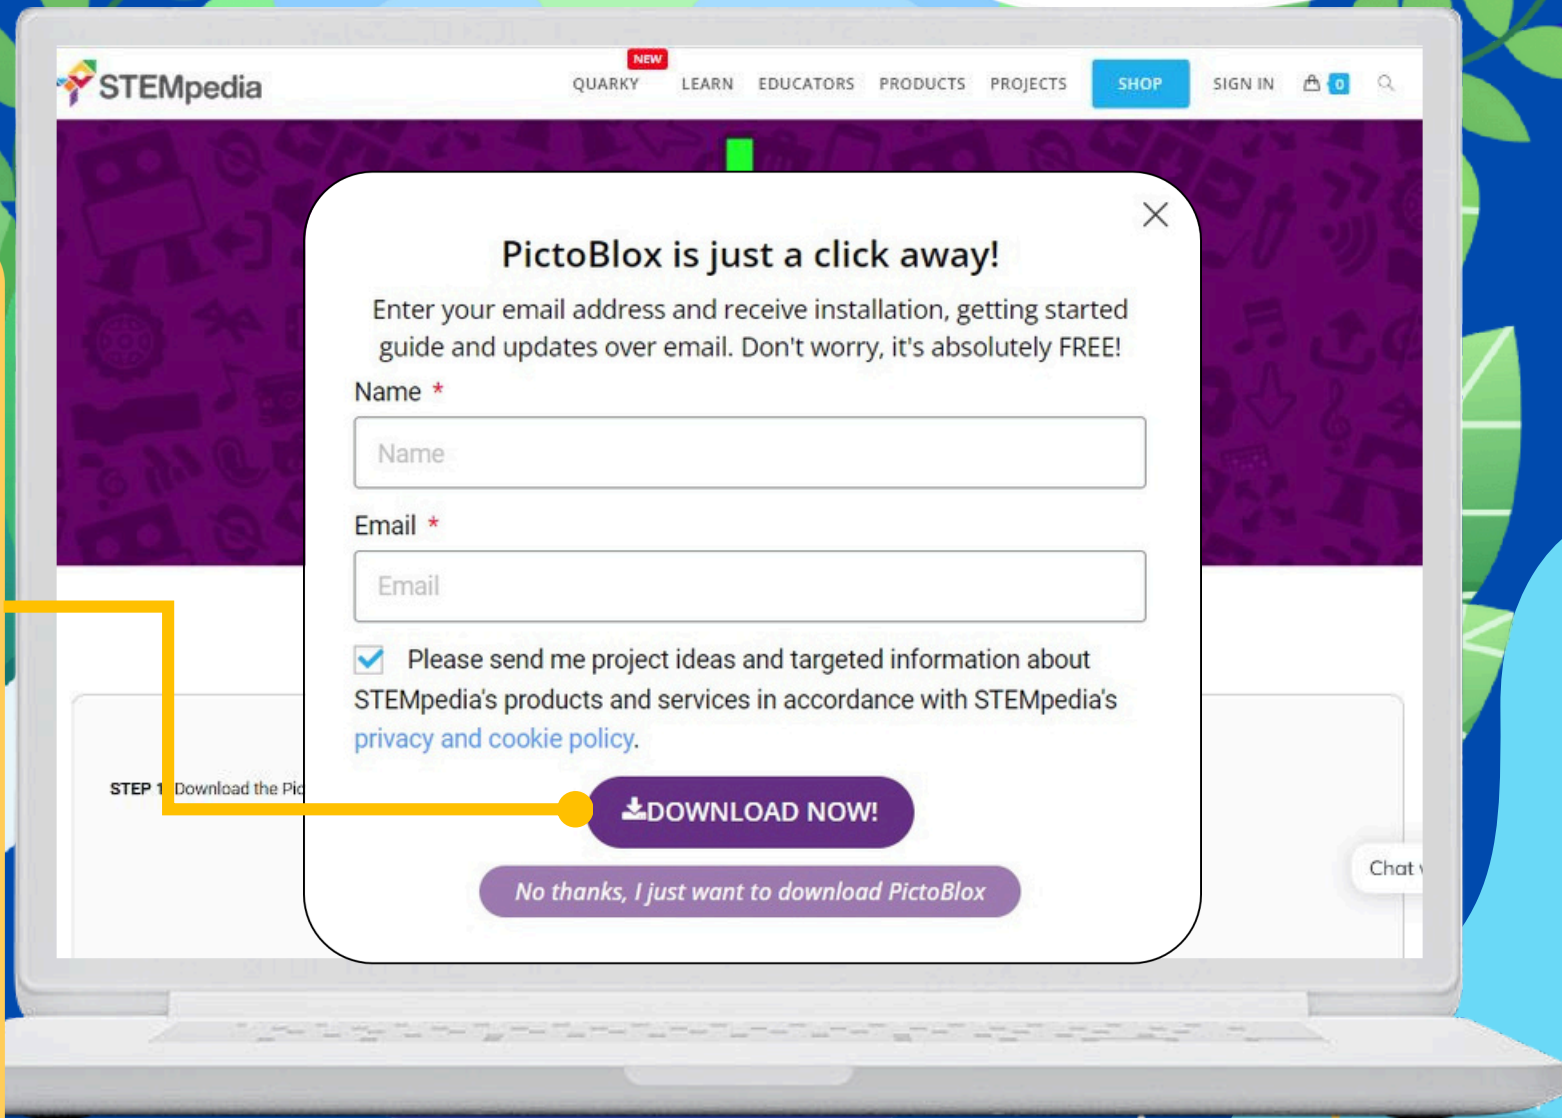 STEMpedia
NEW
QUARKY LEARN EDUCATORS PRODUCTS PROJECTS SHOP SIGN IN 0
PictoBlox is just a click away!
Enter your email address and receive installation, getting started
guide and updates over email. Don't worry, it's absolutely FREE!
Name *
Name
Email *
Email
Please send me project ideas and targeted information about
STEMpedia's products and services in accordance with STEMpedia's
privacy and cookie policy.
STEP 1 Download the
DOWNLOAD NOW!
Chat
No thanks, I just want to download PictoBlox